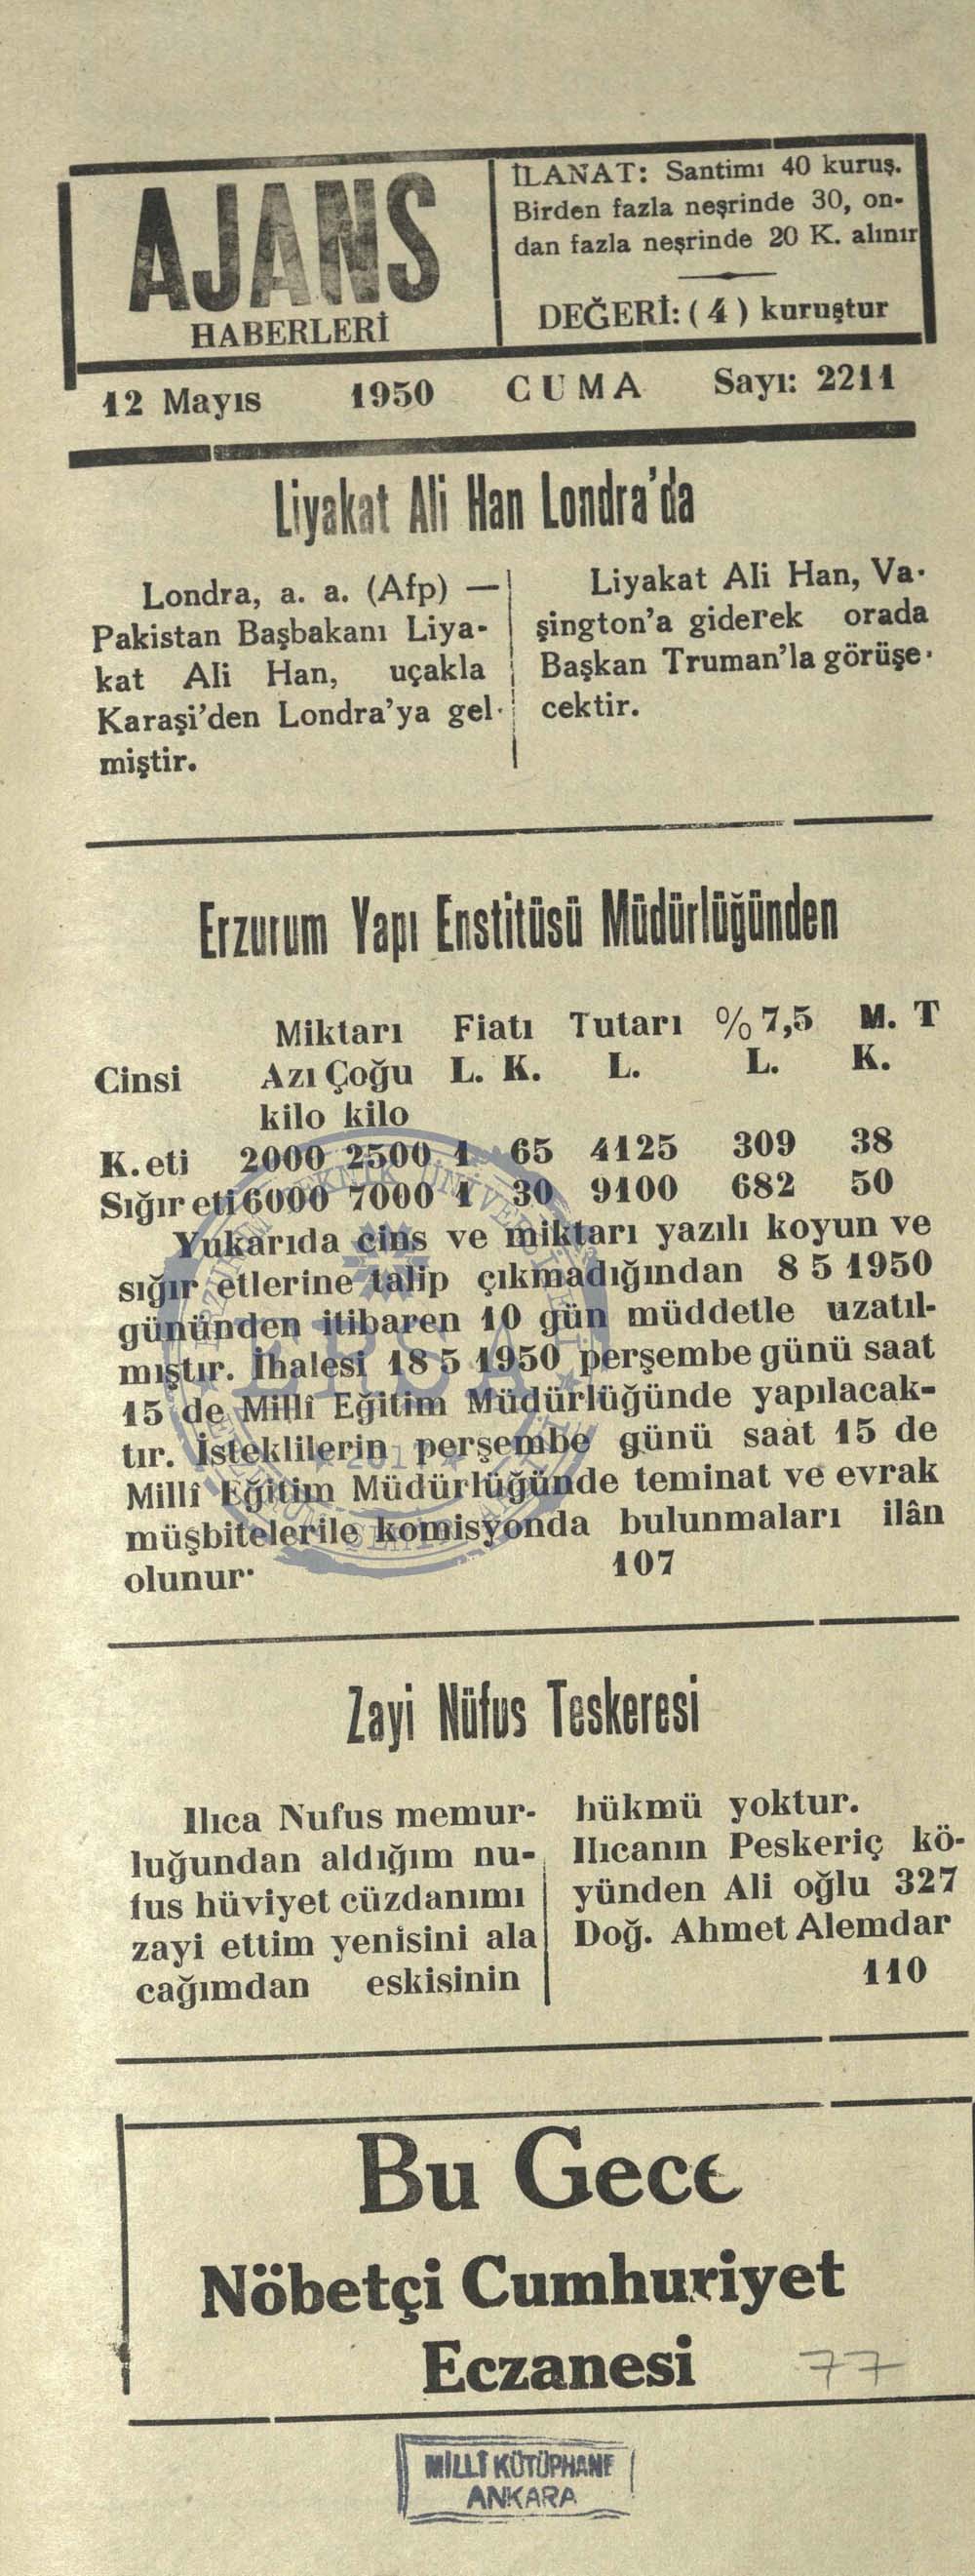 AJANS
HABERLERİ
İLANAT: Santimı 40 kuruş.
Birden fazla neşrinde 30, on-
dan fazla neşrinde 20 K. alınır
DEĞERİ: ( 4 ) kuruştur
12 Mayıs 1950 CUMA Sayı: 2211
Liyakat Ali Han Londra'da
Londra, a. a. (Afp) —
Pakistan Başbakanı Liya-
kat Ali Han, uçakla
Karaşi'den Londra'ya gel-
miştir.
Liyakat Ali Han, Va-
şington'a giderek orada
Başkan Truman'la görüşe-
cektir.
Erzurum Yapı Enstitüsü Müdürlüğünden
Miktarı Fiatı Tutarı % 7,5 M. T
Cinsi Azı Çoğu L. K. L. L. K.
kilo kilo
K. eti 2000 2500 1 65 4125 309 38
Sığır eti 6000 7000 1 30 9100 682 50
Yukarıda cins ve miktarı yazılı koyun ve
sığır etlerine talip çıkmadığından 8 5 1950
gününden itibaren 10 gün müddetle uzatıl-
mıştır. İhalesi 18 5 1950 perşembe günü saat
15 de Millî Eğitim Müdürlüğünde yapılacak-
tır. İsteklilerin perşembe günü saat 15 de
Millî Eğitim Müdürlüğünde teminat ve evrak
müşbitelerile komisyonda bulunmaları ilân
olunur. 107
Zayi Nüfus Teskeresi
Ilıca Nufus memur-
luğundan aldığım nu-
fus hüviyet cüzdanımı
zayi ettim yenisini ala
cağımdan eskisinin
hükmü yoktur.
Ilıcanın Peskeriç kö-
yünden Ali oğlu 327
Doğ. Ahmet Alemdar
110
Bu Gece
Nöbetçi Cumhuriyet
Eczanesi
77
MİLLÎ KÜTÜPHANE
ANKARA